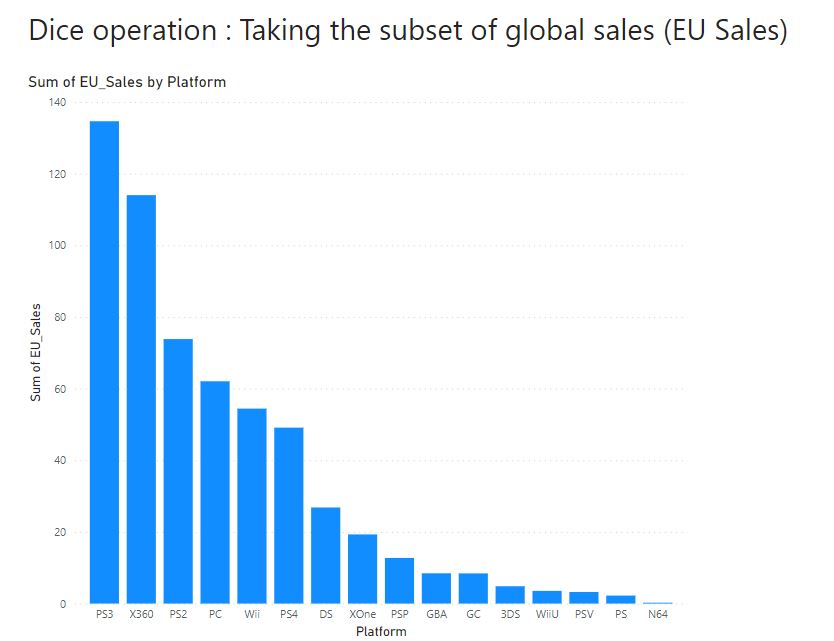 Dice operation : Taking the subset of global sales (EU Sales)
Sum of EU_Sales by Platform
140
120
100
80
60
40
20
0
Sum of EU_Sales
PS3 X360 PS2 PC Wii PS4 DS XOne PSP GBA GC 3DS WiiU PSV PS N64
Platform